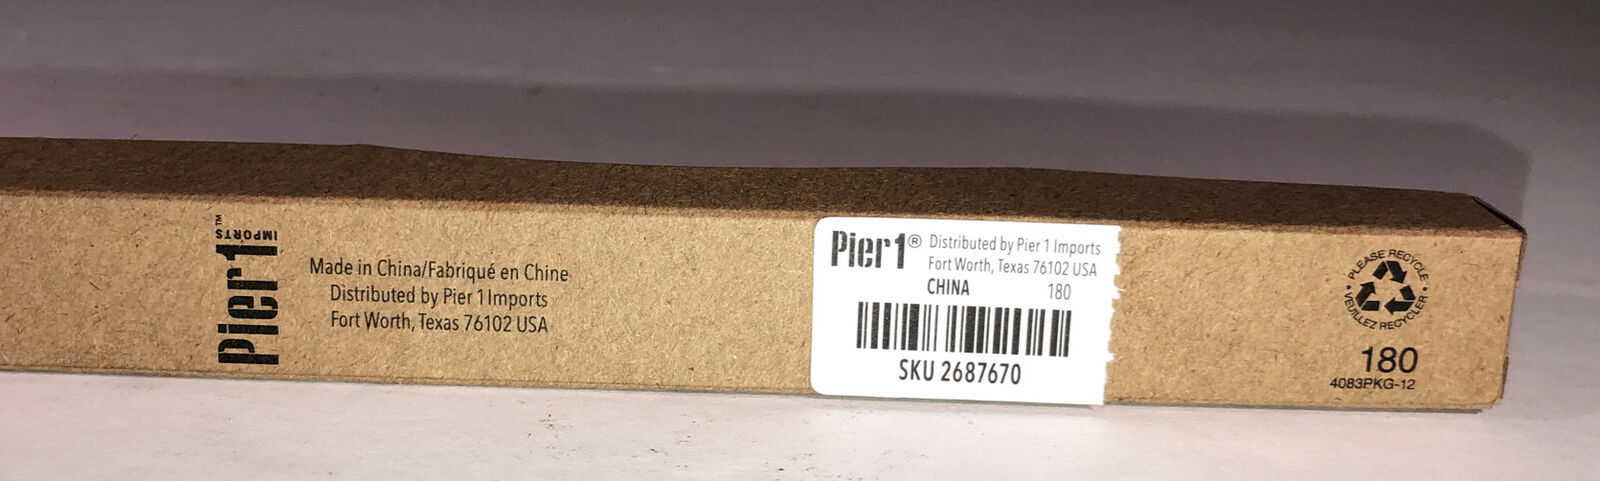 Pier1
IMPORTS™
Made in China/Fabriqué en Chine
Distributed by Pier 1 Imports
Fort Worth, Texas 76102 USA
Pier1® Distributed by Pier 1 Imports
Fort Worth, Texas 76102 USA
CHINA 180
SKU 2687670
• PLEASE RECYCLE •
VEUILLEZ RECYCLER
180
4083PKG-12